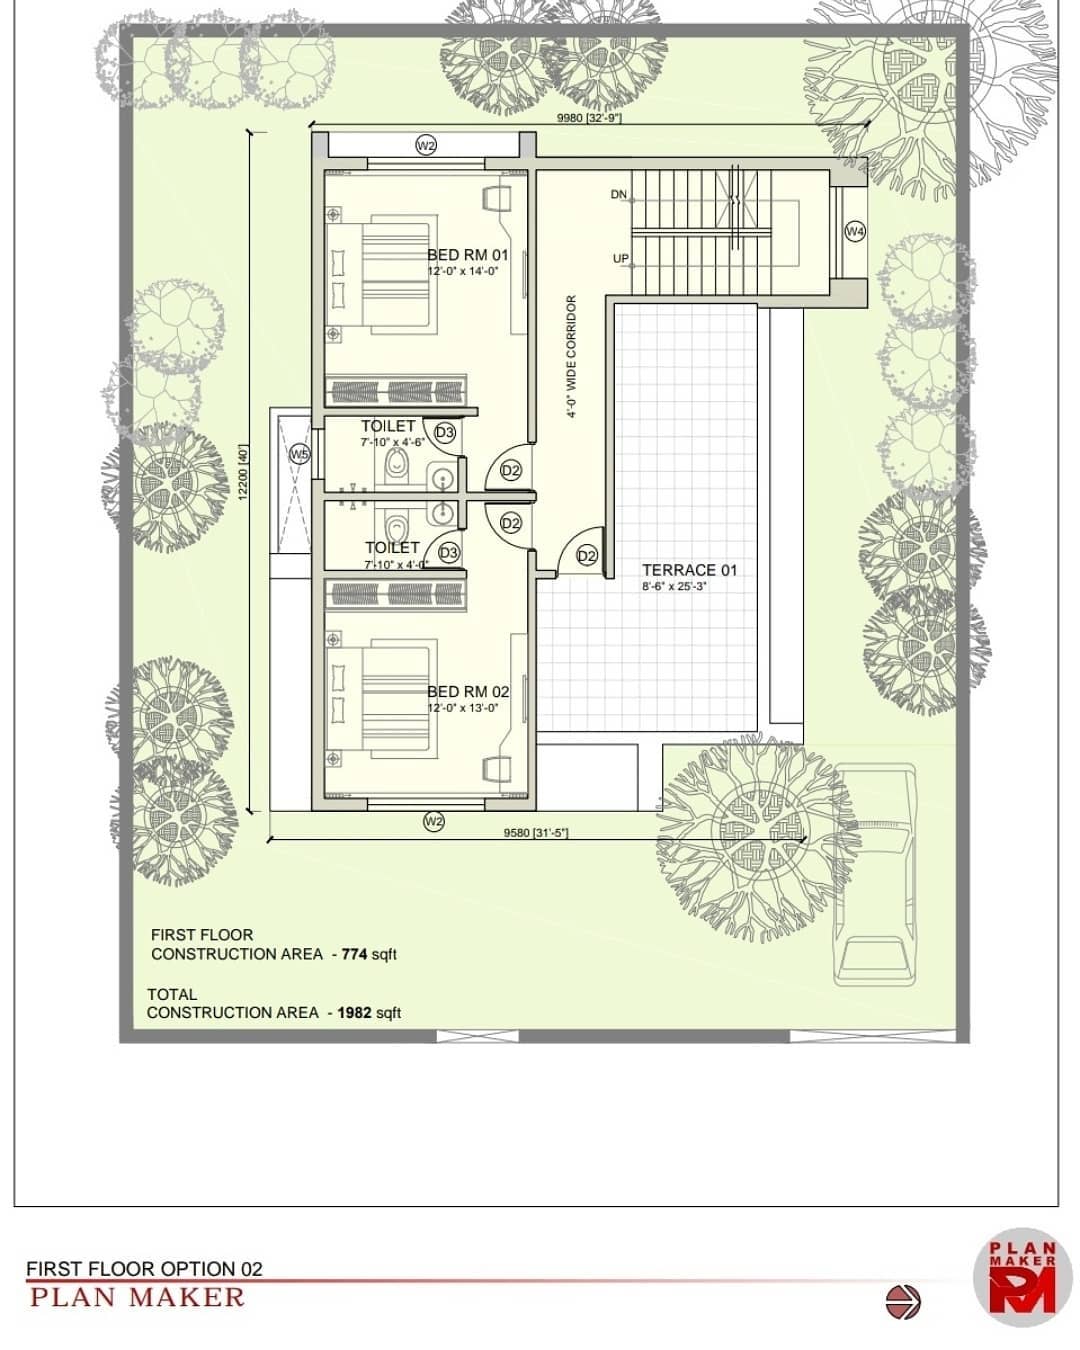 9980 [32'-9"]
W2
DN
W4
BED RM 01
12'-0" x 14'-0"
UP
4'-0" WIDE CORRIDOR
TOILET
7'-10" x 4'-6"
D3
W5
D2
12200 [40']
D2
TOILET
7'-10" x 4'-0"
D3
D2
TERRACE 01
8'-6" x 25'-3"
BED RM 02
12'-0" x 13'-0"
W2
9580 [31'-5"]
FIRST FLOOR
CONSTRUCTION AREA - 774 sqft
TOTAL
CONSTRUCTION AREA - 1982 sqft
FIRST FLOOR OPTION 02
PLAN MAKER
PLAN
MAKER
PM